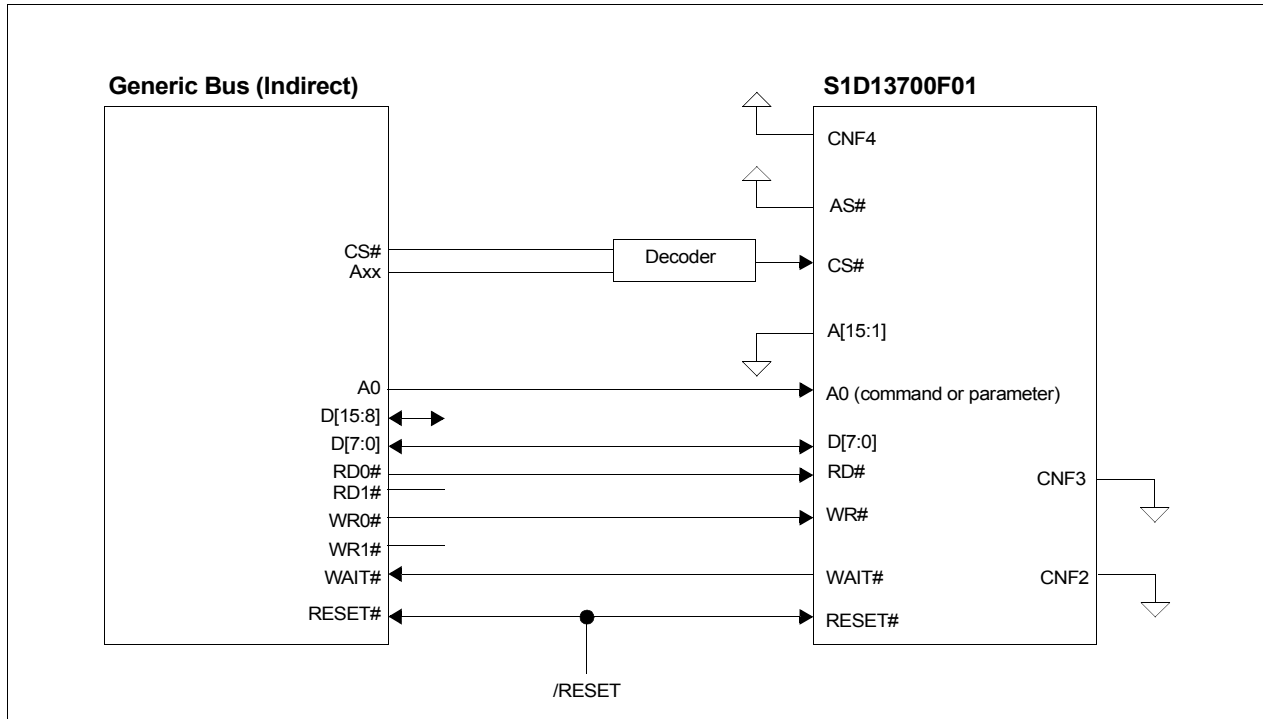 Generic Bus (Indirect)
S1D13700F01
CNF4
AS#
CS#
Axx
Decoder
CS#
A[15:1]
A0
A0 (command or parameter)
D[15:8]
D[7:0]
D[7:0]
RD0#
RD#
RD1#
CNF3
WR0#
WR#
WR1#
WAIT#
WAIT#
CNF2
RESET#
RESET#
/RESET